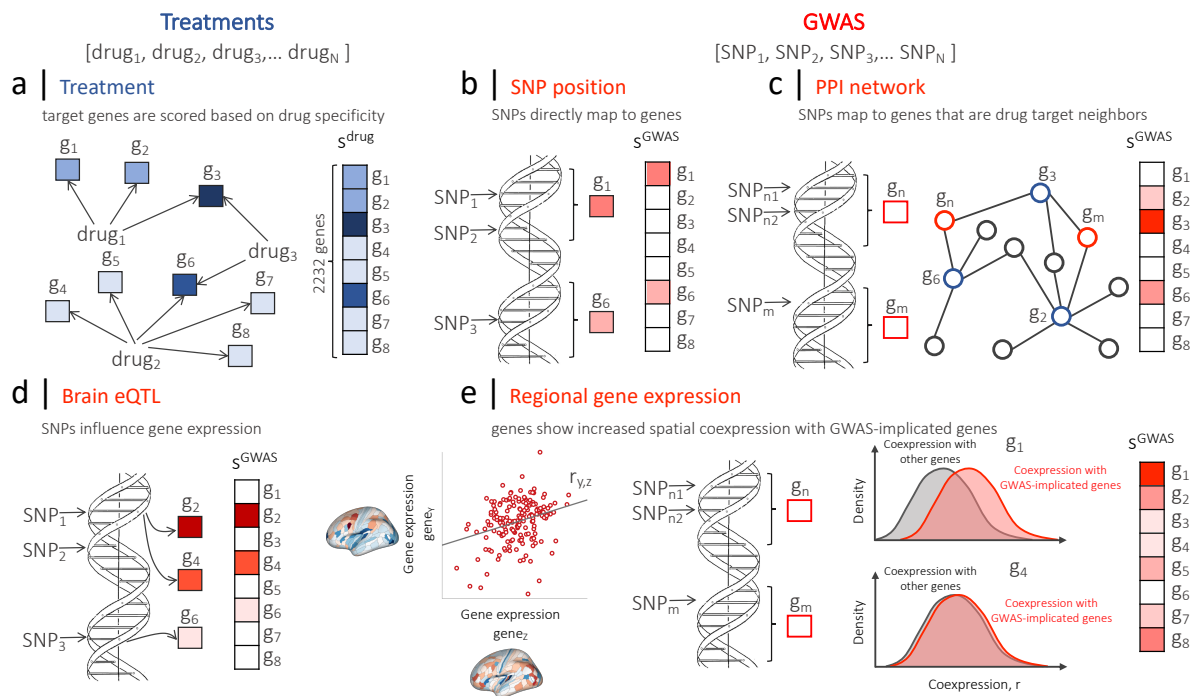 Treatments
[drug1, drug2, drug3,... drugN ]
GWAS
[SNP1, SNP2, SNP3,... SNPN ]
a | Treatment
target genes are scored based on drug specificity
sdrug
g1
g2
g3
drug1
drug3
g5
g6
g7
g4
drug2
g8
2232 genes
g1
g2
g3
g4
g5
g6
g7
g8
b | SNP position
SNPs directly map to genes
sGWAS
SNP1
SNP2
SNP3
g1
g6
g1
g2
g3
g4
g5
g6
g7
g8
c | PPI network
SNPs map to genes that are drug target neighbors
sGWAS
SNPn1
SNPn2
SNPm
gn
gm
g3
gn
gm
g6
g2
g1
g2
g3
g4
g5
g6
g7
g8
d | Brain eQTL
SNPs influence gene expression
sGWAS
SNP1
SNP2
SNP3
g2
g4
g6
g1
g2
g3
g4
g5
g6
g7
g8
e | Regional gene expression
genes show increased spatial coexpression with GWAS-implicated genes
Gene expression
geneY
ry,z
Gene expression
geneZ
SNPn1
SNPn2
SNPm
gn
gm
Coexpression with
other genes
g1
Coexpression with
GWAS-implicated genes
Density
g4
Coexpression with
other genes
Coexpression with
GWAS-implicated genes
Density
Coexpression, r
sGWAS
g1
g2
g3
g4
g5
g6
g7
g8